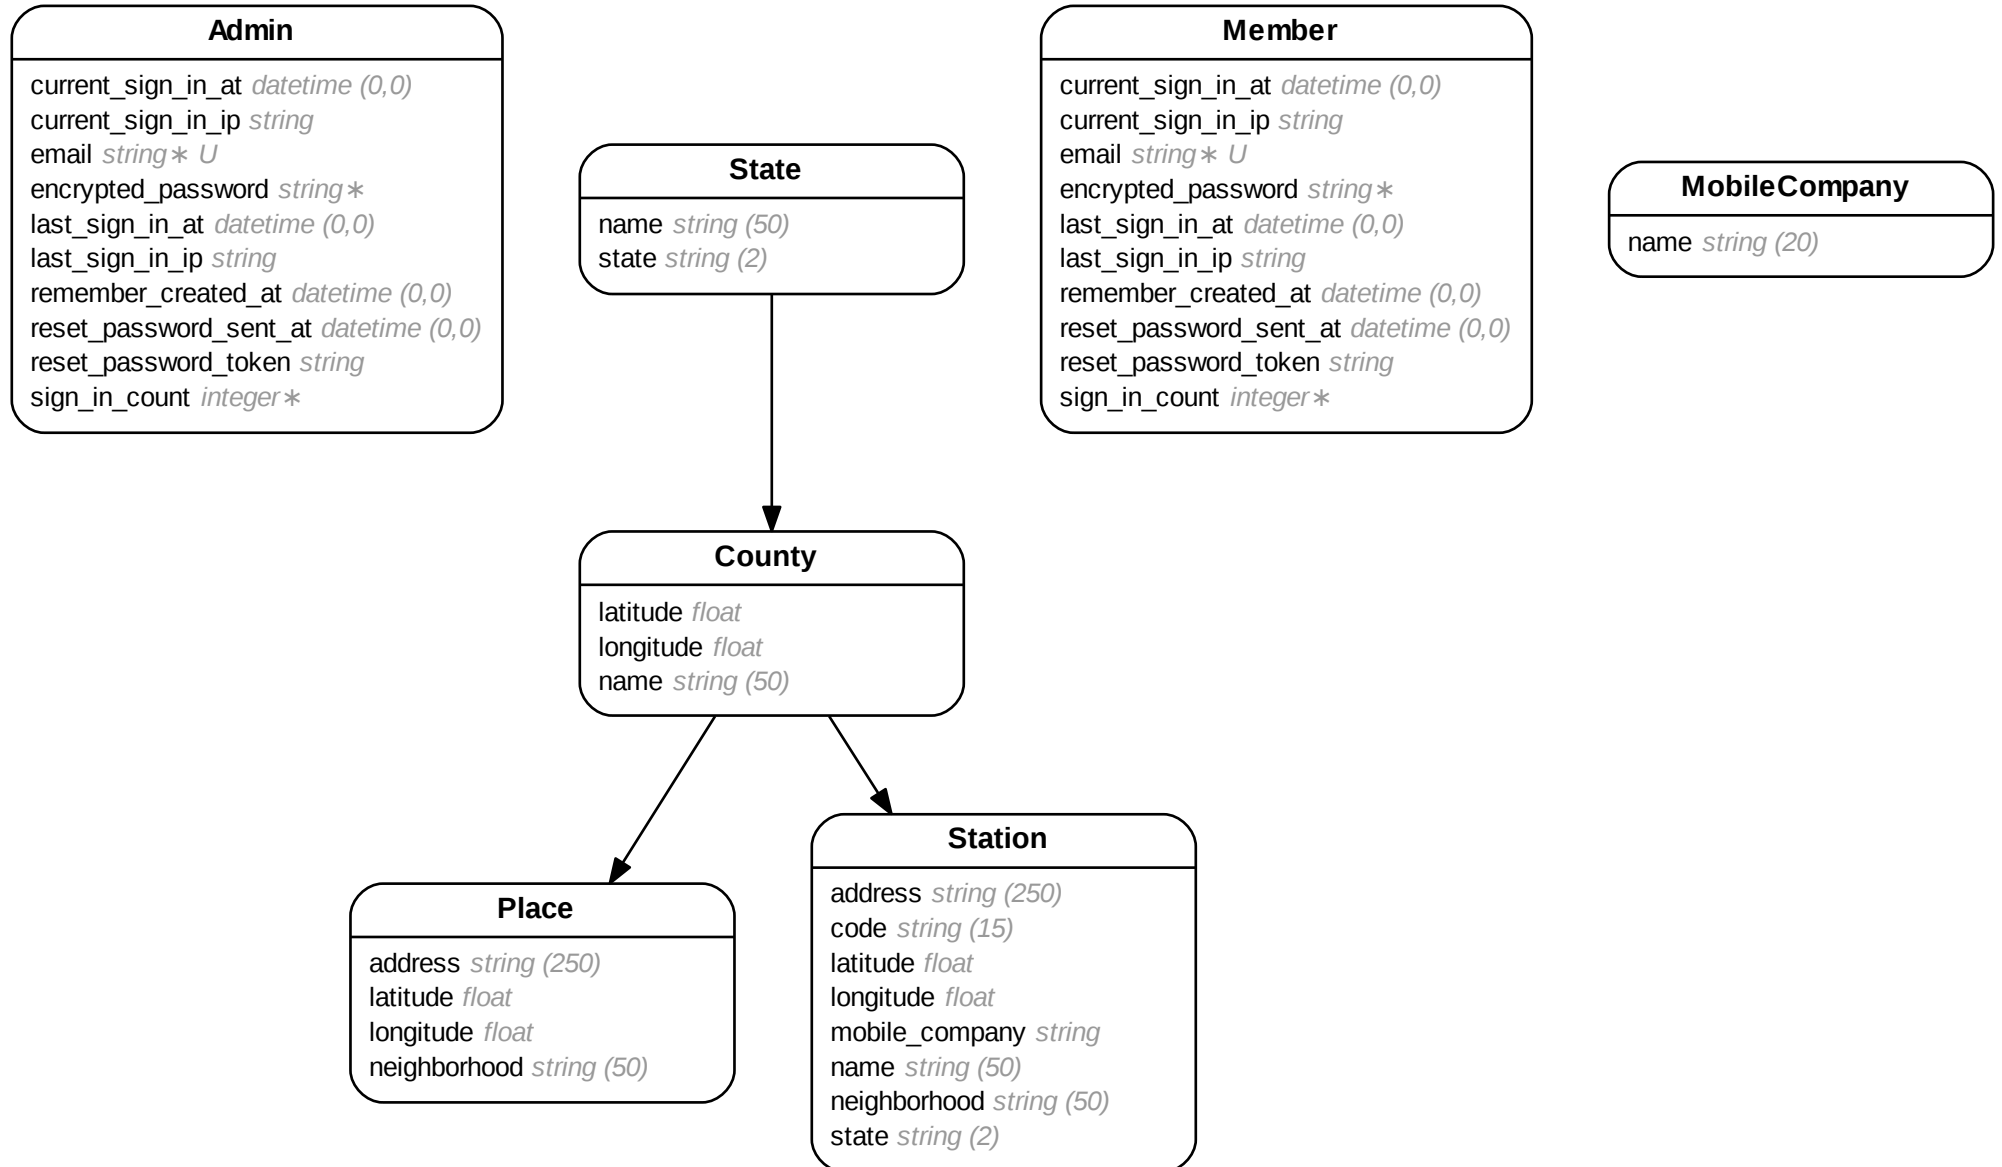 Admin
current_sign_in_at datetime (0,0)
current_sign_in_ip string
email string∗ U
encrypted_password string∗
last_sign_in_at datetime (0,0)
last_sign_in_ip string
remember_created_at datetime (0,0)
reset_password_sent_at datetime (0,0)
reset_password_token string
sign_in_count integer∗
State
name string (50)
state string (2)
Member
current_sign_in_at datetime (0,0)
current_sign_in_ip string
email string∗ U
encrypted_password string∗
last_sign_in_at datetime (0,0)
last_sign_in_ip string
remember_created_at datetime (0,0)
reset_password_sent_at datetime (0,0)
reset_password_token string
sign_in_count integer∗
MobileCompany
name string (20)
County
latitude float
longitude float
name string (50)
Place
address string (250)
latitude float
longitude float
neighborhood string (50)
Station
address string (250)
code string (15)
latitude float
longitude float
mobile_company string
name string (50)
neighborhood string (50)
state string (2)